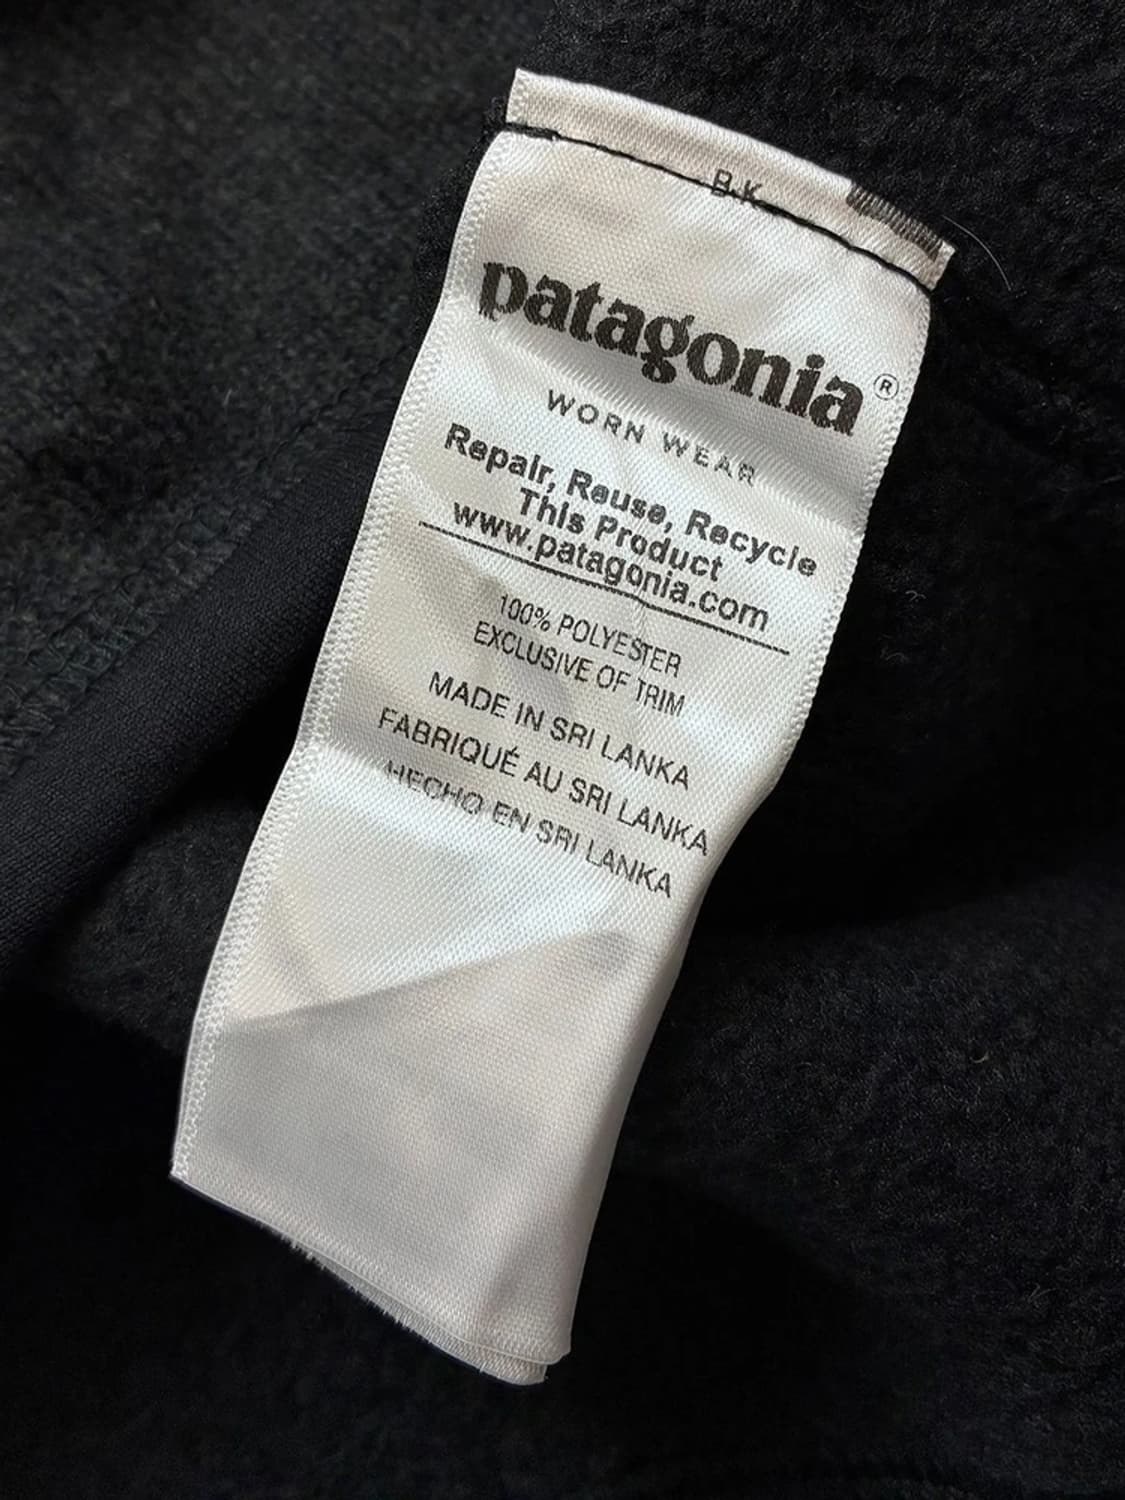 B.K.
patagonia®
WORN WEAR
Repair, Reuse, Recycle
This Product
www.patagonia.com
100% POLYESTER
EXCLUSIVE OF TRIM
MADE IN SRI LANKA
FABRIQUÉ AU SRI LANKA
HECHO EN SRI LANKA